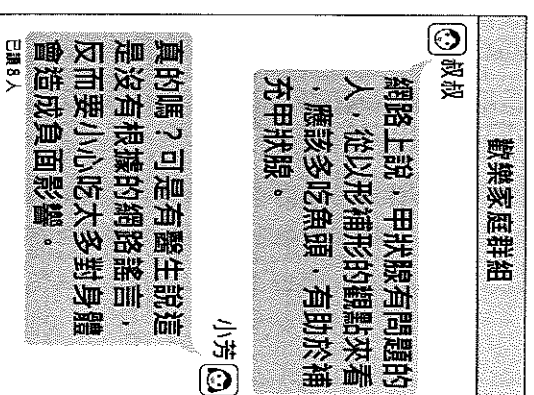 歡樂家庭群組
叔叔
網路上說，甲狀腺有問題的
人，從以形補形的觀點來看
，應該多吃魚頭，有助於補
充甲狀腺。
小芳
真的嗎？可是有醫生說這
是沒有根據的網路謠言，
反而要小心吃太多對身體
會造成負面影響。
已讀 8 人